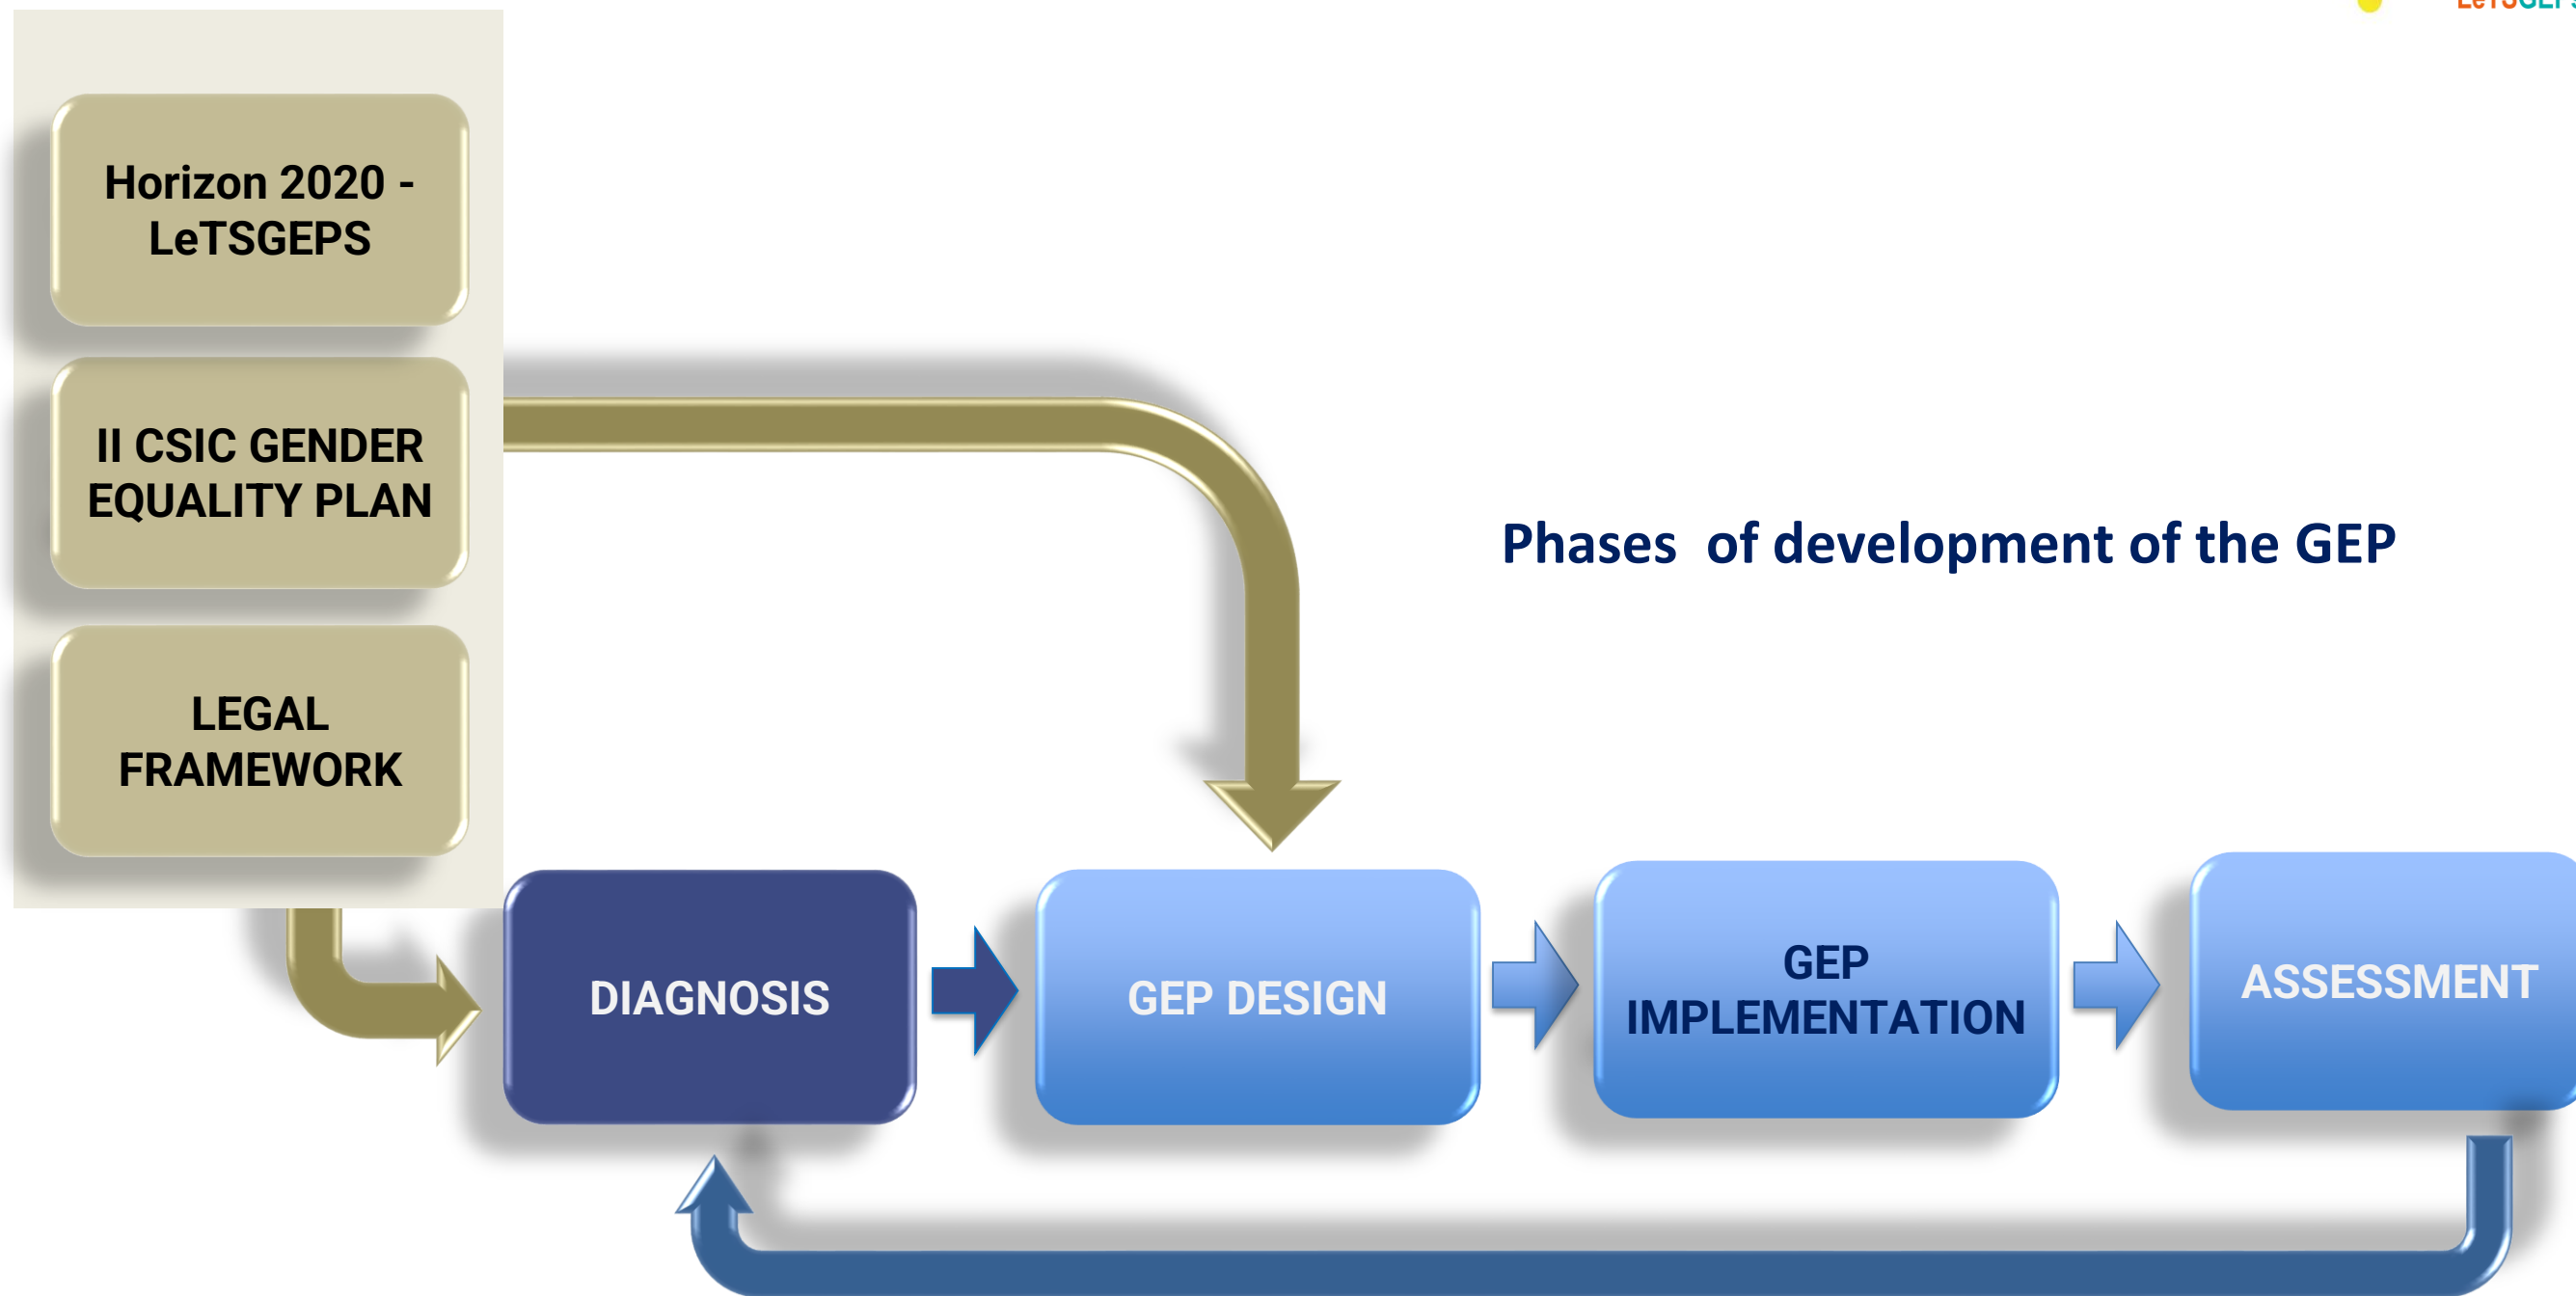 LeTSGEPs
Horizon 2020 -
LeTSGEPS
II CSIC GENDER
EQUALITY PLAN
Phases  of development of the GEP
LEGAL
FRAMEWORK
DIAGNOSIS
GEP DESIGN
GEP
IMPLEMENTATION
ASSESSMENT